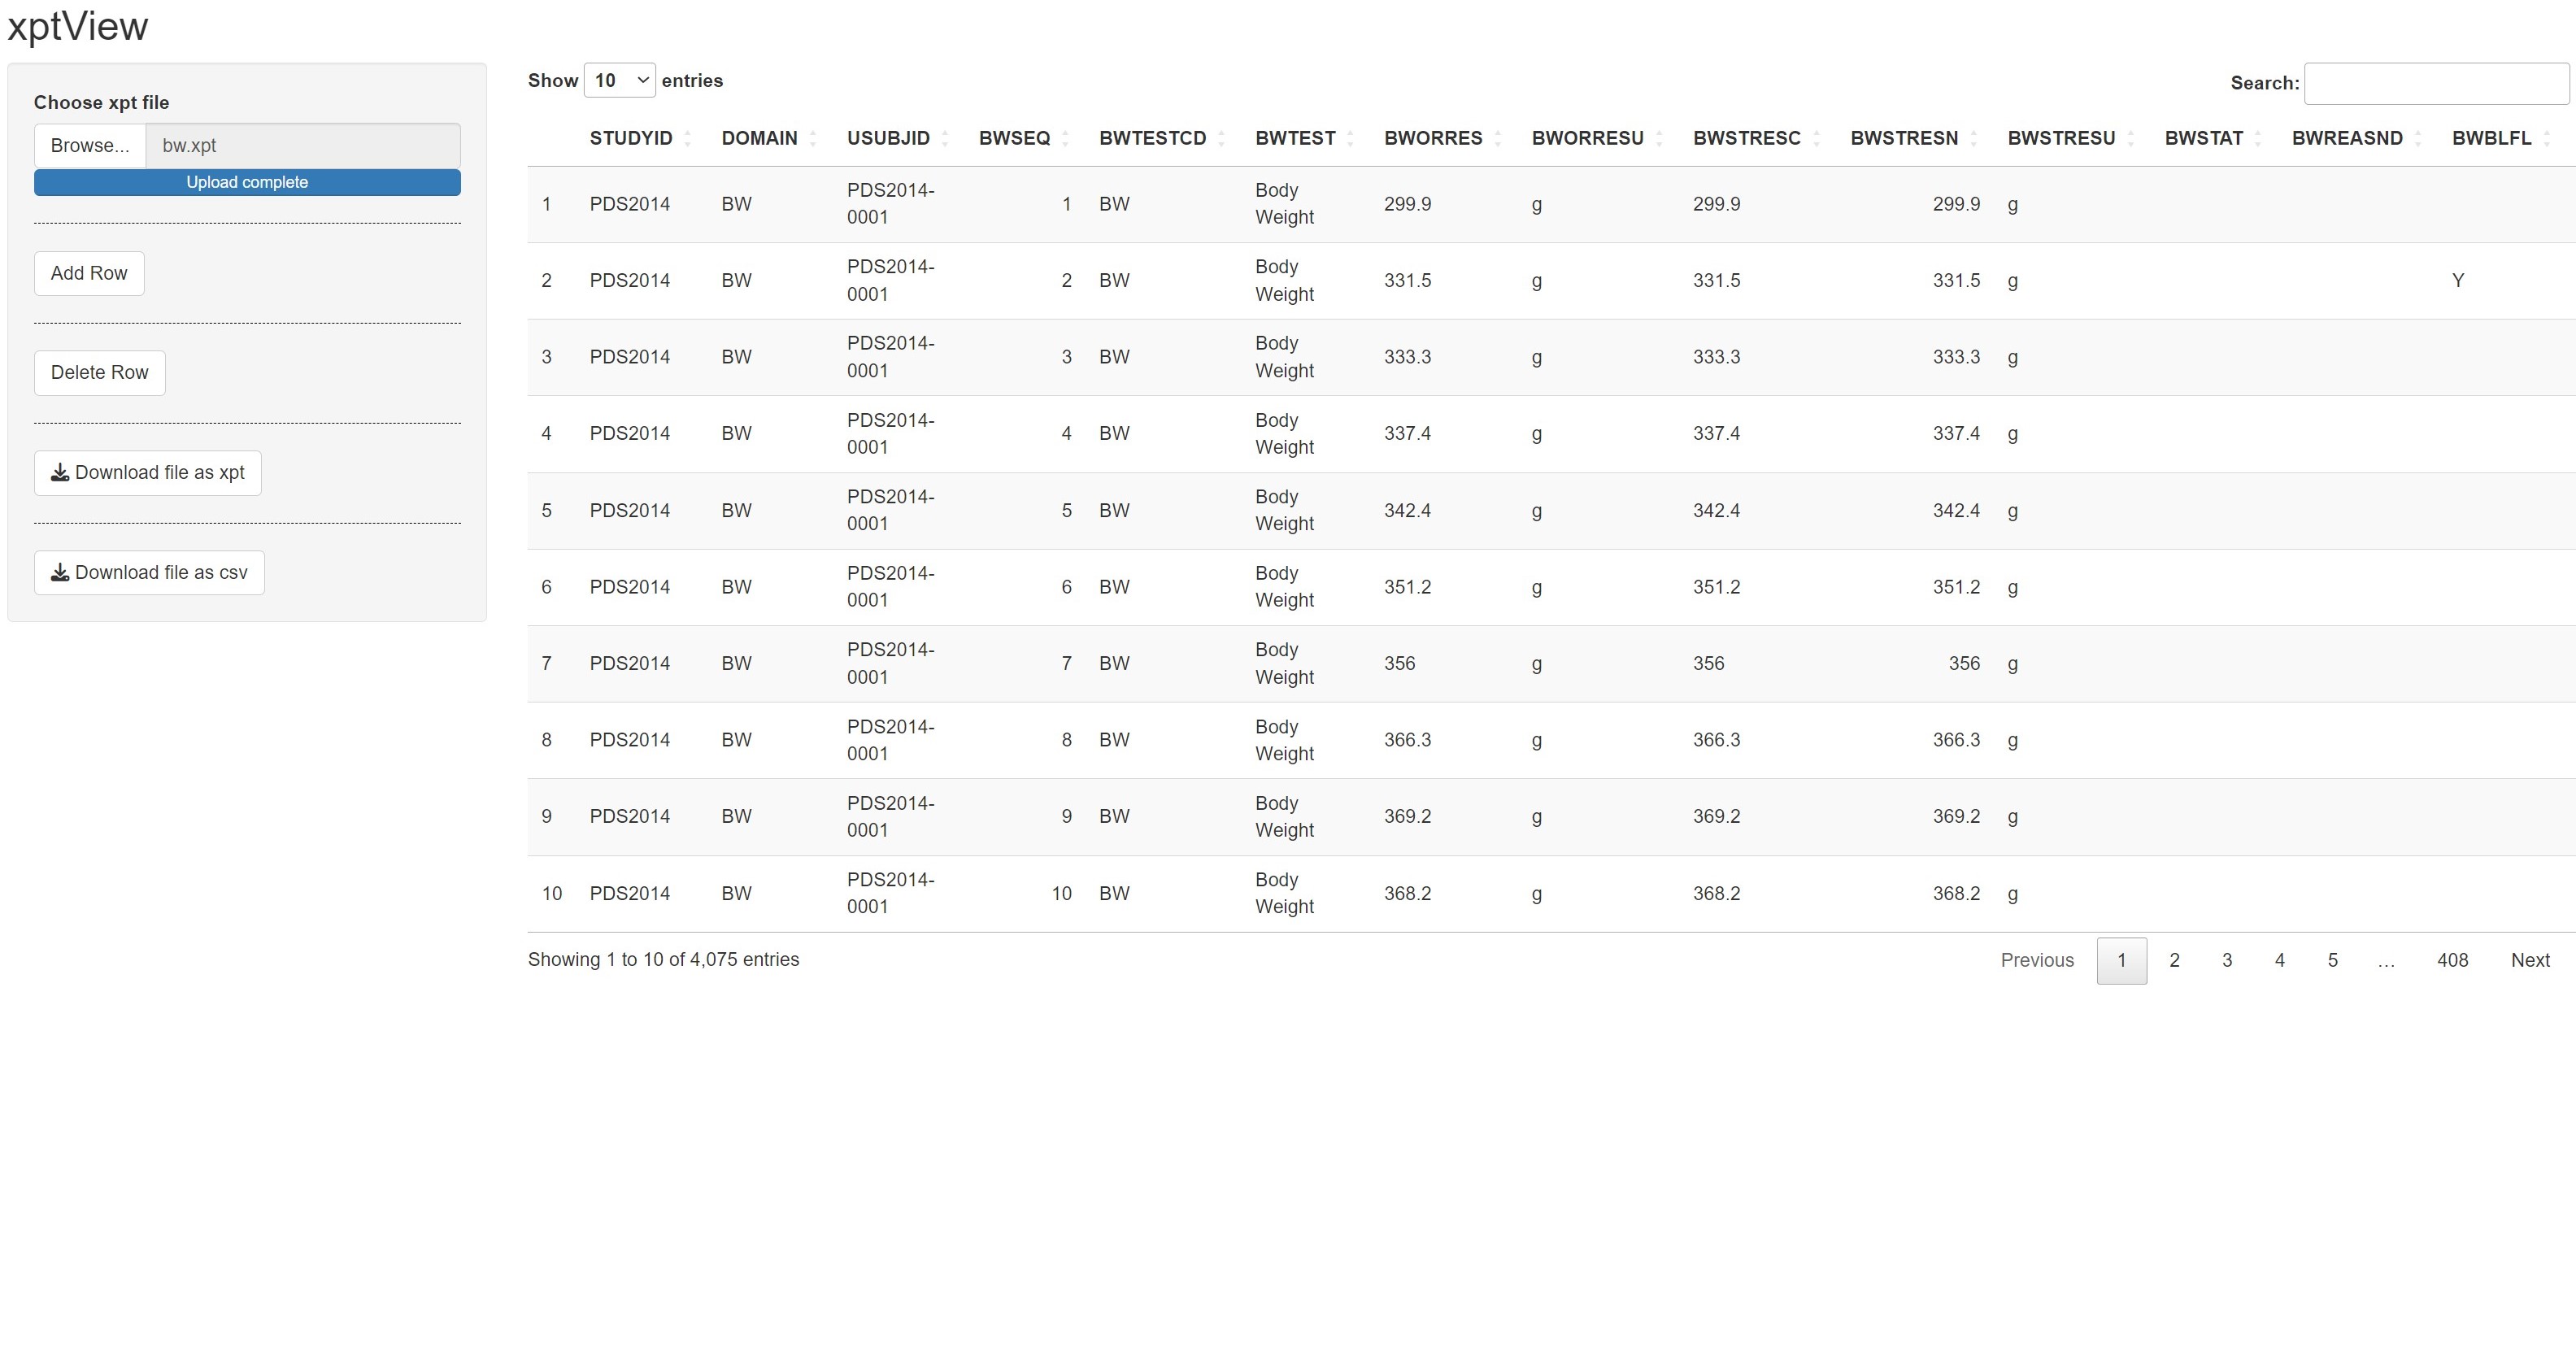 xptView
Choose xpt file
Browse... bw.xpt
Upload complete
Add Row
Delete Row
Download file as xpt
Download file as csv
Show 10 entries
Search:
STUDYID DOMAIN USUBJID BWSEQ BWTESTCD BWTEST BWORRES BWORRESU BWSTRESC BWSTRESN BWSTRESU BWSTAT BWREASND BWBLFL
1 PDS2014 BW PDS2014-0001 1 BW Body Weight 299.9 g 299.9 299.9 g
2 PDS2014 BW PDS2014-0001 2 BW Body Weight 331.5 g 331.5 331.5 g Y
3 PDS2014 BW PDS2014-0001 3 BW Body Weight 333.3 g 333.3 333.3 g
4 PDS2014 BW PDS2014-0001 4 BW Body Weight 337.4 g 337.4 337.4 g
5 PDS2014 BW PDS2014-0001 5 BW Body Weight 342.4 g 342.4 342.4 g
6 PDS2014 BW PDS2014-0001 6 BW Body Weight 351.2 g 351.2 351.2 g
7 PDS2014 BW PDS2014-0001 7 BW Body Weight 356 g 356 356 g
8 PDS2014 BW PDS2014-0001 8 BW Body Weight 366.3 g 366.3 366.3 g
9 PDS2014 BW PDS2014-0001 9 BW Body Weight 369.2 g 369.2 369.2 g
10 PDS2014 BW PDS2014-0001 10 BW Body Weight 368.2 g 368.2 368.2 g
Showing 1 to 10 of 4,075 entries
Previous 1 2 3 4 5 … 408 Next